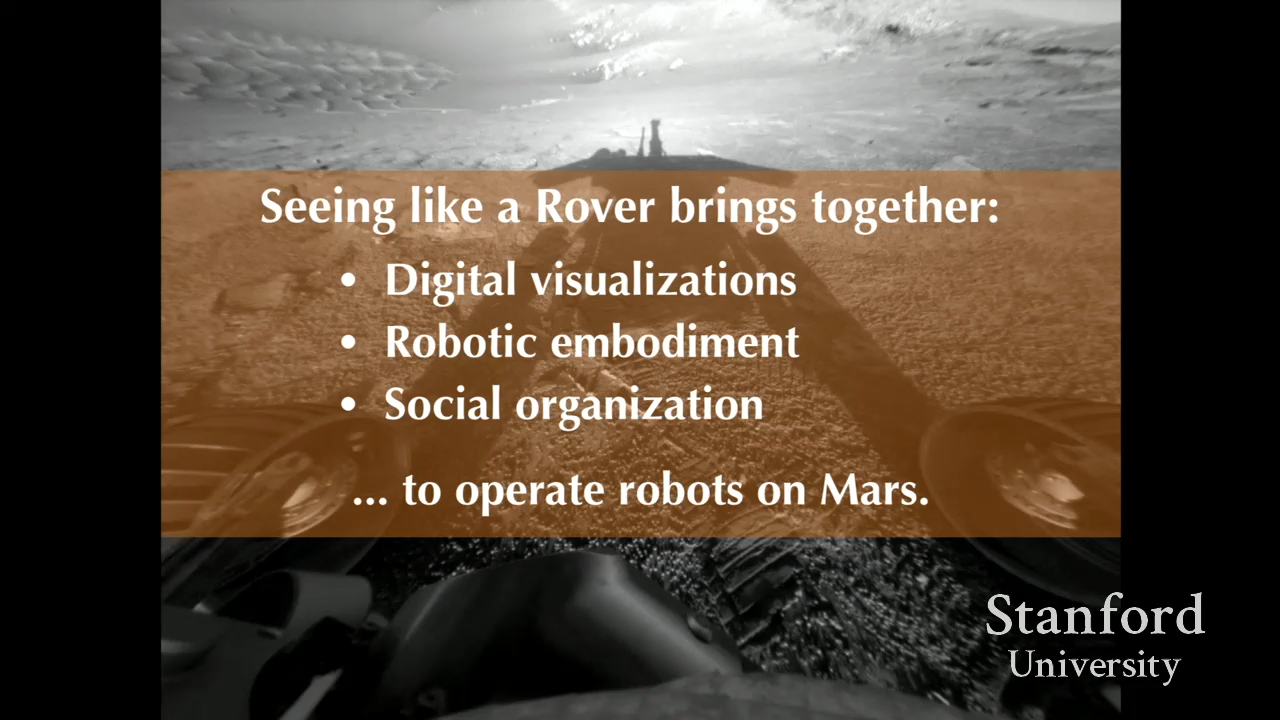 Seeing like a Rover brings together:
• Digital visualizations
• Robotic embodiment
• Social organization
... to operate robots on Mars.
Stanford
University